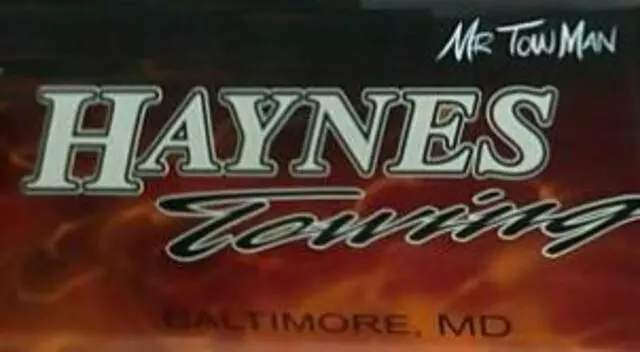 Mr Tow Man
HAYNES
Towing
BALTIMORE, MD